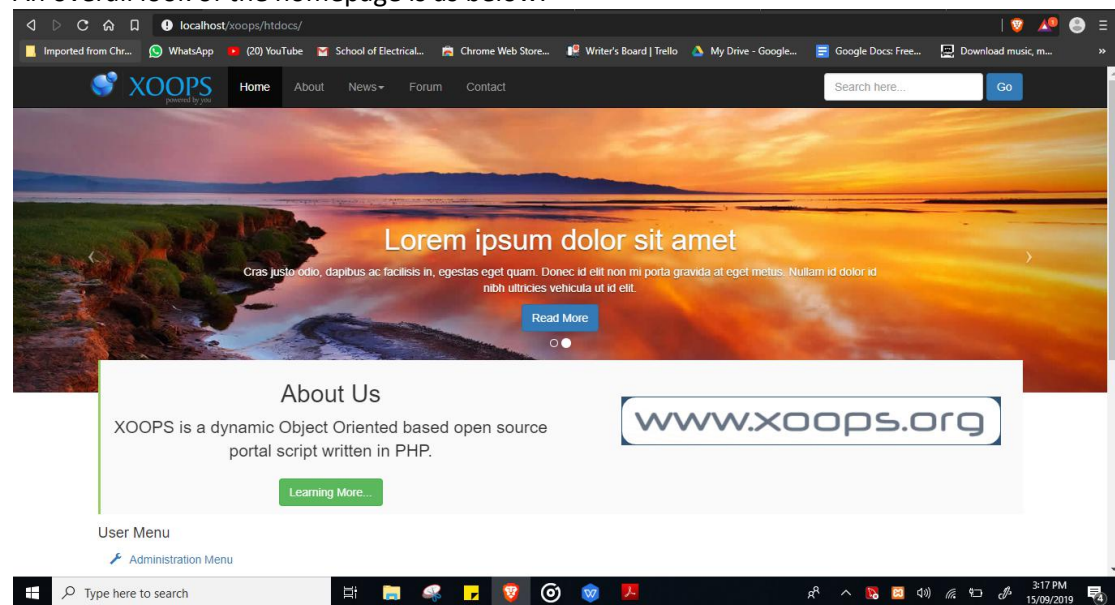 An overall look of the homepage is as below:
localhost/xoops/htdocs/
Imported from Chr... WhatsApp (20) YouTube School of Electrical... Chrome Web Store... Writer's Board | Trello My Drive - Google... Google Docs: Free... Download music, m... »
XOOPS Home About News Forum Contact Search here... Go
powered by you
Lorem ipsum dolor sit amet
Cras justo odio, dapibus ac facilisis in, egestas eget quam. Donec id elit non mi porta gravida at eget metus. Nullam id dolor id
nibh ultricies vehicula ut id elit.
Read More
About Us
XOOPS is a dynamic Object Oriented based open source
portal script written in PHP.
www.xoops.org
Learning More...
User Menu
Administration Menu
Type here to search
3:17 PM
15/09/2019
4